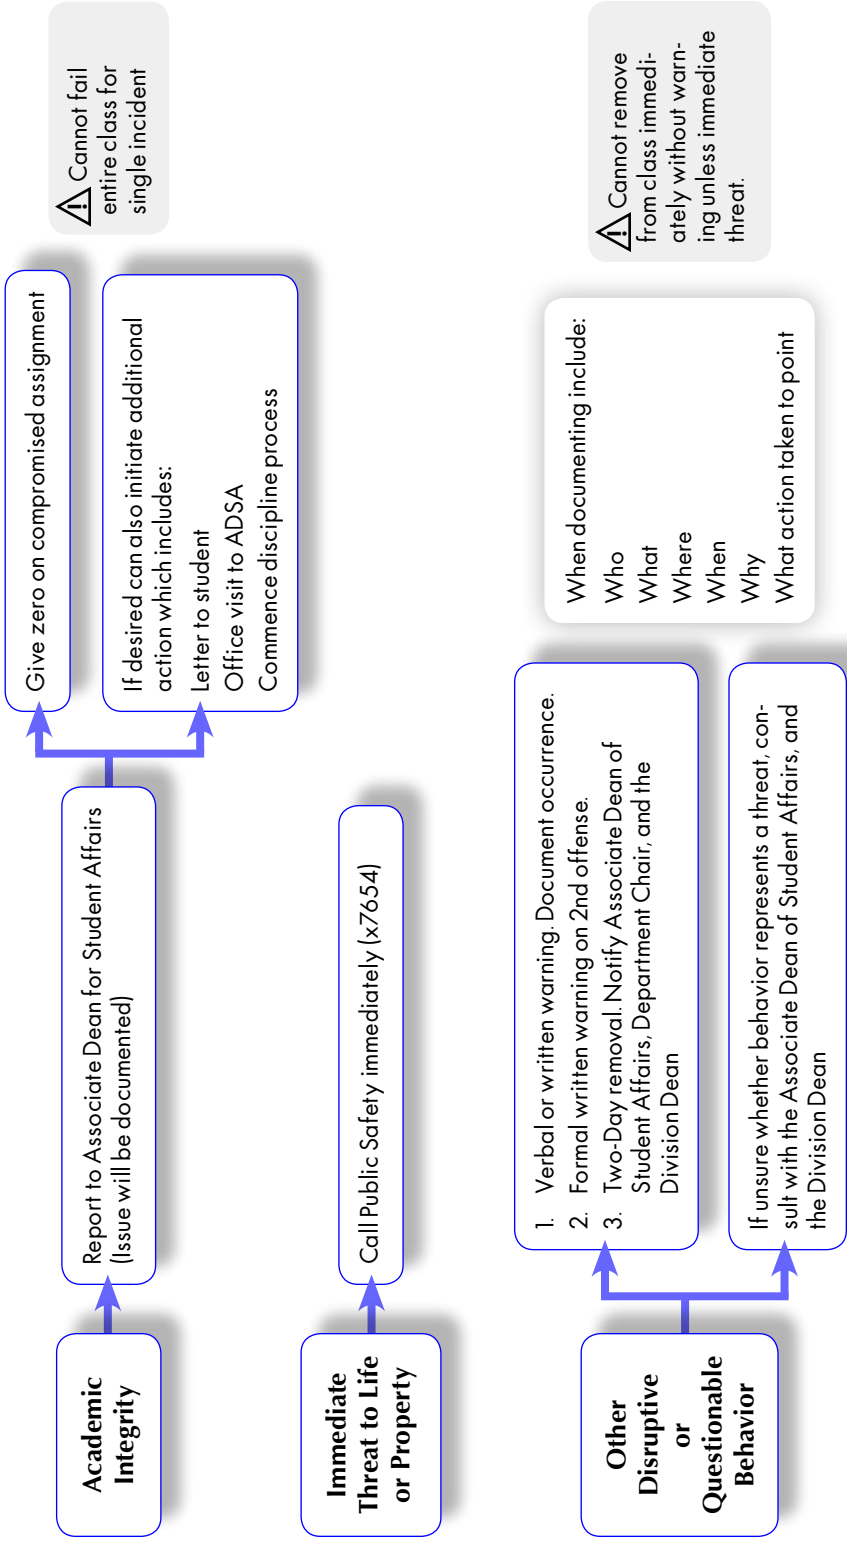 Academic
Integrity
Report to Associate Dean for Student Affairs
(Issue will be documented)
Give zero on compromised assignment
If desired can also initiate additional
action which includes:
Letter to student
Office visit to ADSA
Commence discipline process
Cannot fail
entire class for
single incident
Immediate
Threat to Life
or Property
Call Public Safety immediately (x7654)
Other
Disruptive
or
Questionable
Behavior
1. Verbal or written warning. Document occurrence.
2. Formal written warning on 2nd offense.
3. Two-Day removal. Notify Associate Dean of
Student Affairs, Department Chair, and the
Division Dean
If unsure whether behavior represents a threat, con-
sult with the Associate Dean of Student Affairs, and
the Division Dean
When documenting include:
Who
What
Where
When
Why
What action taken to point
Cannot remove
from class immedi-
ately without warn-
ing unless immediate
threat.